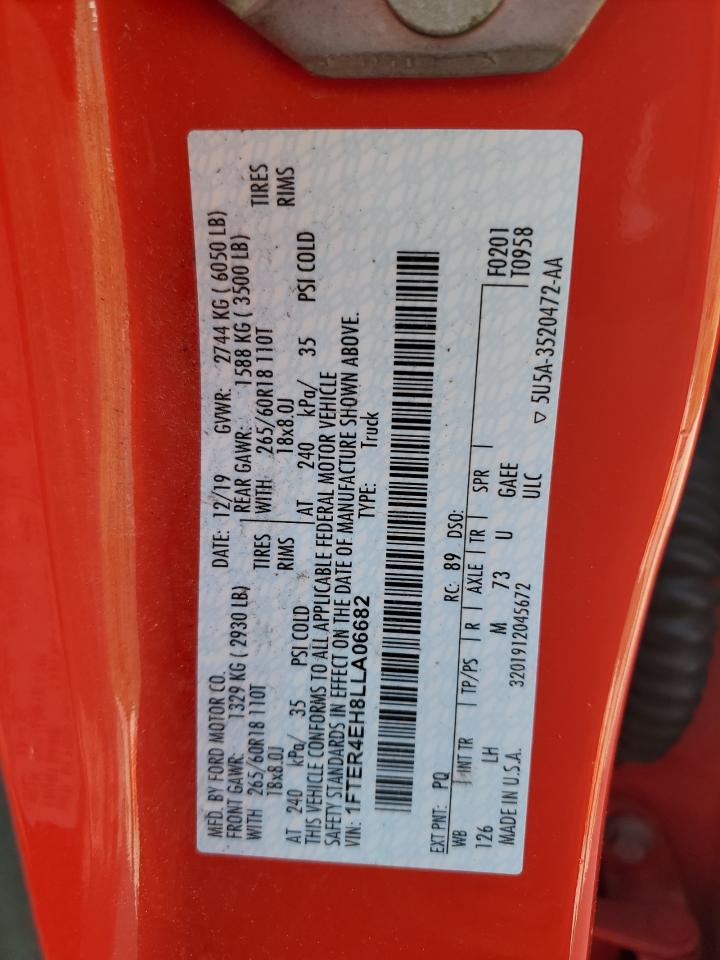 MFD. BY FORD MOTOR CO. DATE: 12/19 GVWR: 2744 KG ( 6050 LB)
FRONT GAWR: 1329 KG ( 2930 LB) REAR GAWR: 1588 KG ( 3500 LB)
WITH 265/60R18 110T TIRES WITH: 265/60R18 110T TIRES
18x8.0J RIMS 18x8.0J RIMS
AT 240 kPa/ 35 PSI COLD AT 240 kPa/ 35 PSI COLD
THIS VEHICLE CONFORMS TO ALL APPLICABLE FEDERAL MOTOR VEHICLE
SAFETY STANDARDS IN EFFECT ON THE DATE OF MANUFACTURE SHOWN ABOVE.
VIN: 1FTER4EH8LLA06682 TYPE: Truck
EXT PNT: PQ RC: 89 DSO: F0201
WB INT TR TP/PS R AXLE TR SPR T0958
126 LH M 73 U GAEE
MADE IN U.S.A. 3201912045672 ULC ▽ 5U5A-3520472-AA